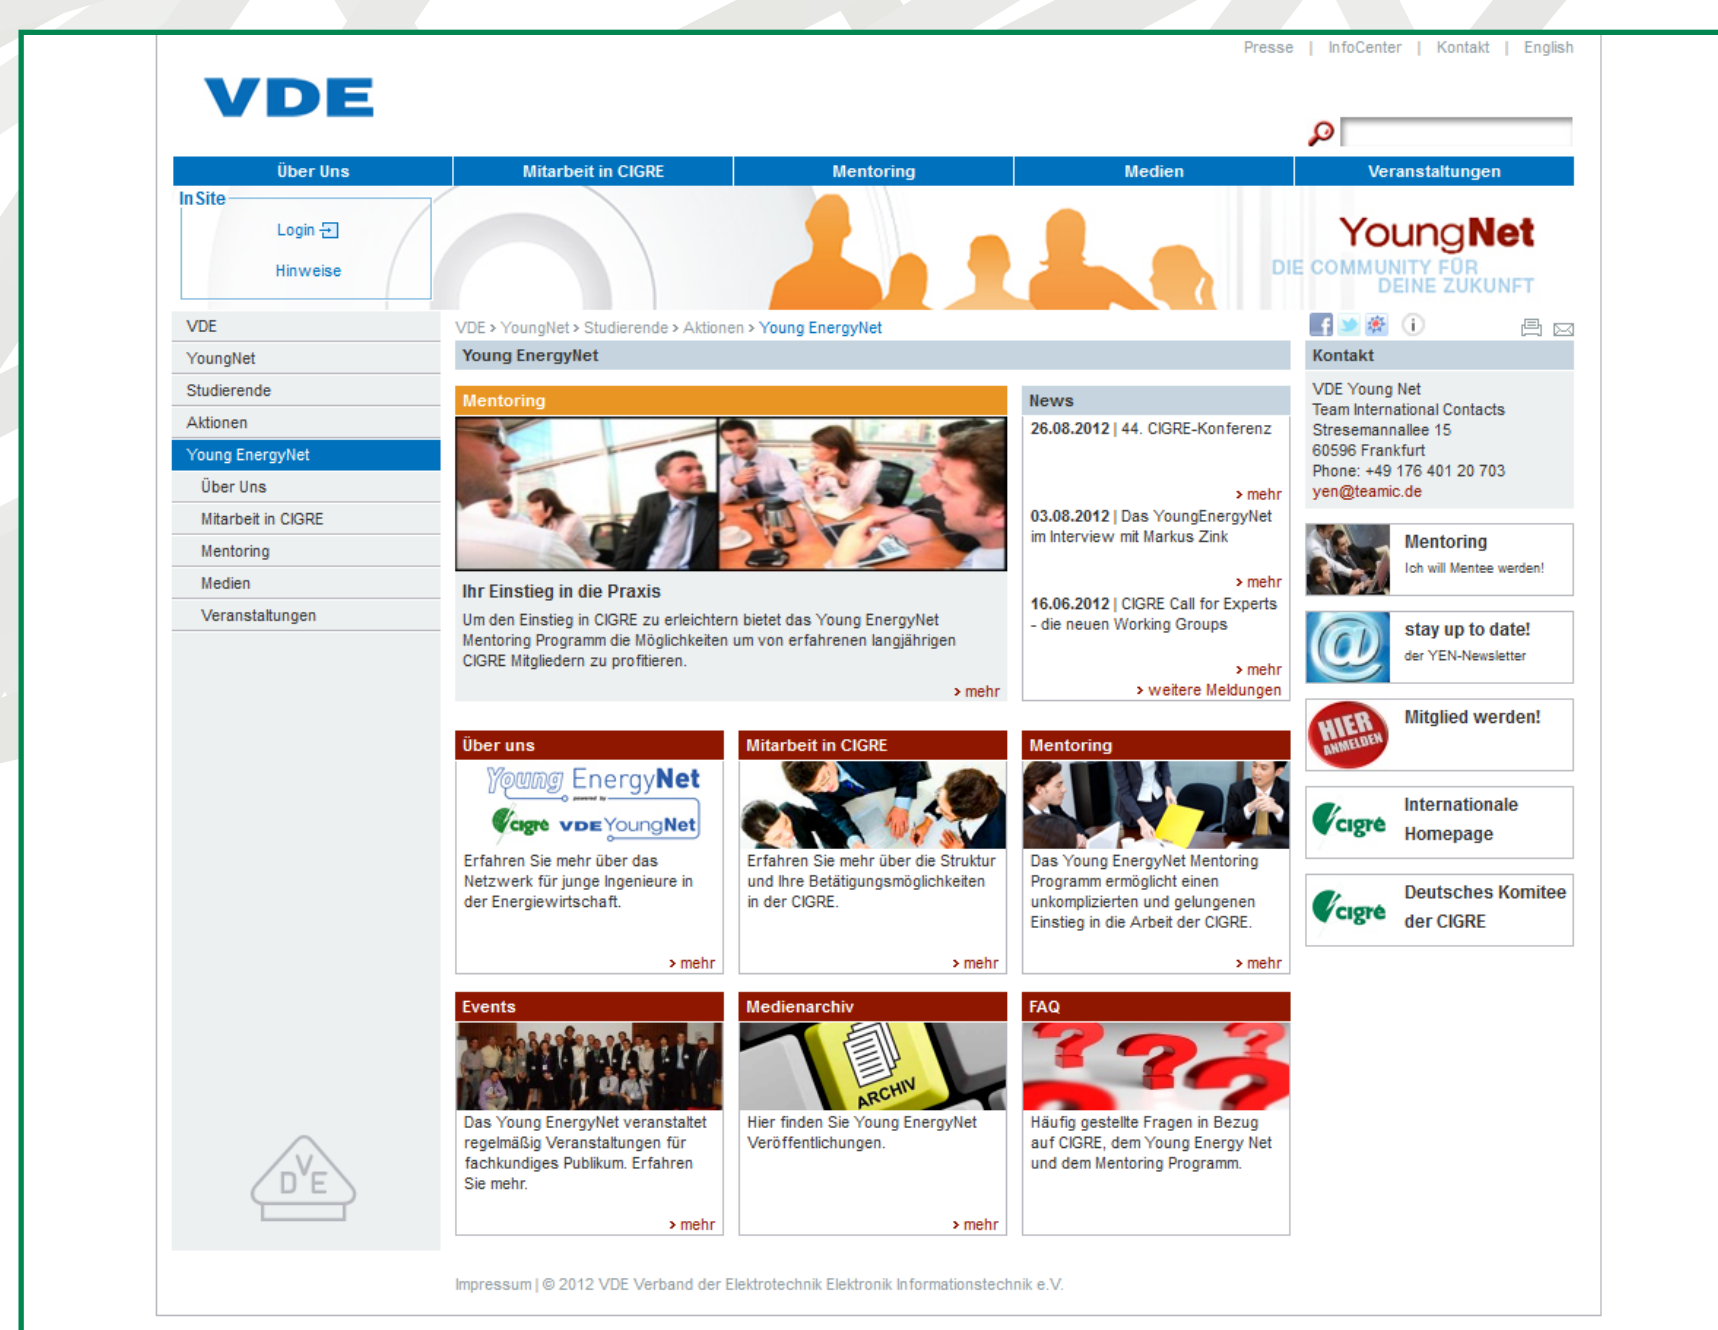 Presse | InfoCenter | Kontakt | English
VDE
Über Uns
Mitarbeit in CIGRE
Mentoring
Medien
Veranstaltungen
InSite
Login
Hinweise
YoungNet
DIE COMMUNITY FÜR
DEINE ZUKUNFT
VDE
YoungNet
Studierende
Aktionen
Young EnergyNet
Über Uns
Mitarbeit in CIGRE
Mentoring
Medien
Veranstaltungen
VDE
VDE > YoungNet > Studierende > Aktionen > Young EnergyNet
Young EnergyNet
Mentoring
Ihr Einstieg in die Praxis
Um den Einstieg in CIGRE zu erleichtern bietet das Young EnergyNet
Mentoring Programm die Möglichkeiten um von erfahrenen langjährigen
CIGRE Mitgliedern zu profitieren.
> mehr
News
26.08.2012 | 44. CIGRE-Konferenz
> mehr
03.08.2012 | Das YoungEnergyNet
im Interview mit Markus Zink
> mehr
16.06.2012 | CIGRE Call for Experts
- die neuen Working Groups
> mehr
> weitere Meldungen
Über uns
Young EnergyNet
powered by
cigre VDE YoungNet
Erfahren Sie mehr über das
Netzwerk für junge Ingenieure in
der Energiewirtschaft.
> mehr
Mitarbeit in CIGRE
Erfahren Sie mehr über die Struktur
und Ihre Betätigungsmöglichkeiten
in der CIGRE.
> mehr
Mentoring
Das Young EnergyNet Mentoring
Programm ermöglicht einen
unkomplizierten und gelungenen
Einstieg in die Arbeit der CIGRE.
> mehr
Events
Das Young EnergyNet veranstaltet
regelmäßig Veranstaltungen für
fachkundiges Publikum. Erfahren
Sie mehr.
> mehr
Medienarchiv
ARCHIV
Hier finden Sie Young EnergyNet
Veröffentlichungen.
> mehr
FAQ
???
Häufig gestellte Fragen in Bezug
auf CIGRE, dem Young Energy Net
und dem Mentoring Programm.
Kontakt
VDE Young Net
Team International Contacts
Stresemannallee 15
60596 Frankfurt
Phone: +49 176 401 20 703
yen@teamic.de
Mentoring
Ich will Mentee werden!
@
stay up to date!
der YEN-Newsletter
HIER
ANMELDEN
Mitglied werden!
cigre
Internationale
Homepage
cigre
Deutsches Komitee
der CIGRE
Impressum | © 2012 VDE Verband der Elektrotechnik Elektronik Informationstechnik e.V.